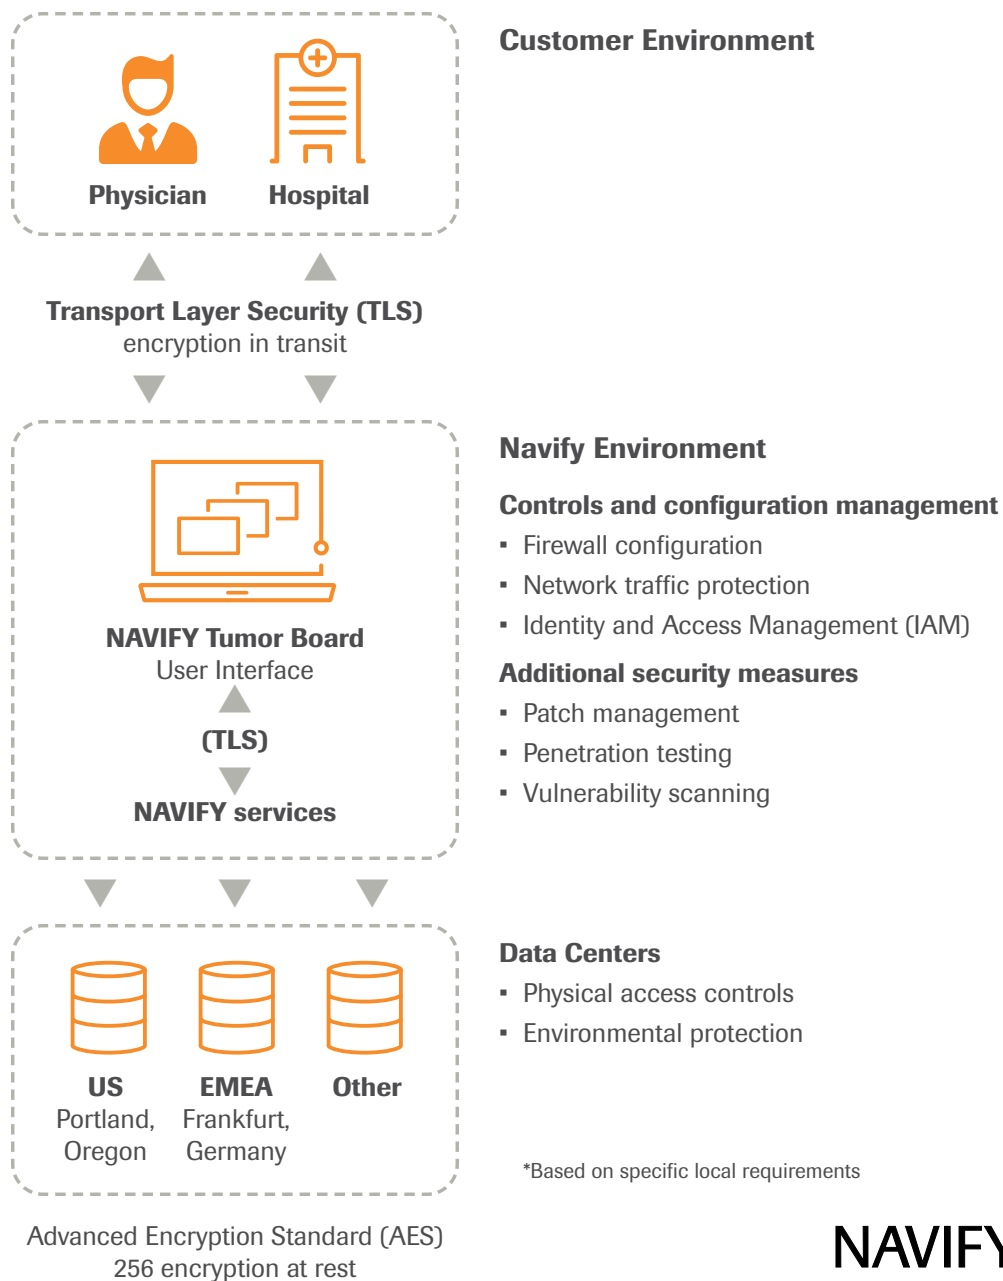 Customer Environment
Physician
Hospital
Transport Layer Security (TLS)
encryption in transit
Navify Environment
Controls and configuration management
▪ Firewall configuration
▪ Network traffic protection
▪ Identity and Access Management (IAM)
Additional security measures
▪ Patch management
▪ Penetration testing
▪ Vulnerability scanning
NAVIFY Tumor Board
User Interface
(TLS)
NAVIFY services
Data Centers
▪ Physical access controls
▪ Environmental protection
US
Portland,
Oregon
EMEA
Frankfurt,
Germany
Other
*Based on specific local requirements
Advanced Encryption Standard (AES)
256 encryption at rest
NAVIFY